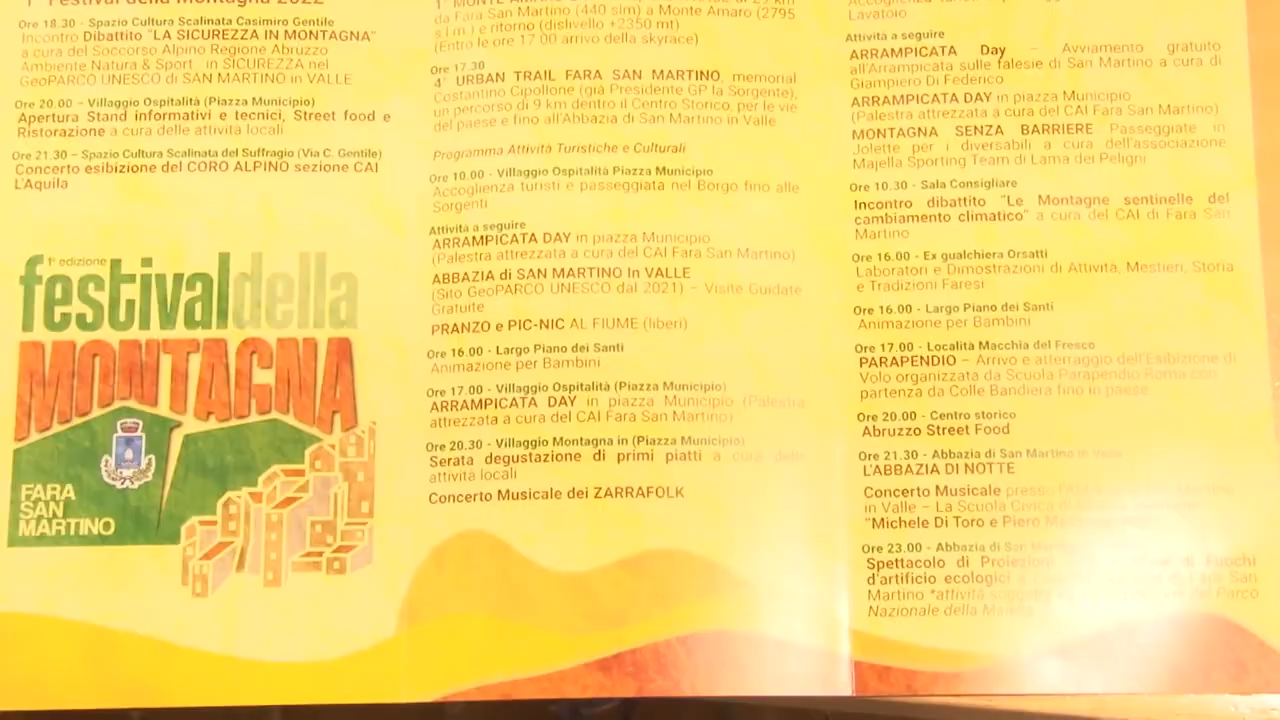 1° Festival della Montagna 2022
Ore 18.30 - Spazio Cultura Scalinata Casimiro Gentile
Incontro Dibattito "LA SICUREZZA IN MONTAGNA"
a cura del Soccorso Alpino Regione Abruzzo
Ambiente Natura & Sport in SICUREZZA nel
GeoPARCO UNESCO di SAN MARTINO in VALLE
Ore 20.00 - Villaggio Ospitalità (Piazza Municipio)
Apertura Stand informativi e tecnici, Street food e
Ristorazione a cura delle attività locali
Ore 21.30 - Spazio Cultura Scalinata del Suffragio (Via C. Gentile)
Concerto esibizione del CORO ALPINO sezione CAI
L'Aquila
1° edizione
festivaldella
MONTAGNA
FARA
SAN
MARTINO
da Fara San Martino (440 slm) a Monte Amaro (2795
s l m ) e ritorno (dislivello +2350 mt)
(Entro le ore 17 00 arrivo della skyrace)
Ore 17.30
4° URBAN TRAIL FARA SAN MARTINO, memorial
Costantino Cipollone (già Presidente GP la Sorgente),
un percorso di 9 km dentro il Centro Storico, per le vie
del paese e fino all'Abbazia di San Martino in Valle
Programma Attività Turistiche e Culturali
Ore 10.00 - Villaggio Ospitalità Piazza Municipio
Accoglienza turisti e passeggiata nel Borgo fino alle
Sorgenti
Attività a seguire
ARRAMPICATA DAY in piazza Municipio
(Palestra attrezzata a cura del CAI Fara San Martino)
ABBAZIA di SAN MARTINO In VALLE
(Sito GeoPARCO UNESCO dal 2021) – Visite Guidate
Gratuite
PRANZO e PIC-NIC AL FIUME (liberi)
Ore 16.00 - Largo Piano dei Santi
Animazione per Bambini
Ore 17.00 - Villaggio Ospitalità (Piazza Municipio)
ARRAMPICATA DAY in piazza Municipio (Palestra
attrezzata a cura del CAI Fara San Martino)
Ore 20.30 - Villaggio Montagna in (Piazza Municipio)
Serata degustazione di primi piatti a cura delle
attività locali
Concerto Musicale dei ZARRAFOLK
Lavatoio
Attività a seguire
ARRAMPICATA Day – Avviamento gratuito
all'Arrampicata sulle falesie di San Martino a cura di
Giampiero Di Federico
ARRAMPICATA DAY in piazza Municipio
(Palestra attrezzata a cura del CAI Fara San Martino)
MONTAGNA SENZA BARRIERE Passeggiate in
Jolette per i diversabili a cura dell'associazione
Majella Sporting Team di Lama dei Peligni
Ore 10.30 - Sala Consigliare
Incontro dibattito "Le Montagne sentinelle del
cambiamento climatico" a cura del CAI di Fara San
Martino
Ore 16.00 - Ex gualchiera Orsatti
Laboratori e Dimostrazioni di Attività, Mestieri, Storia
e Tradizioni Faresi
Ore 16.00 - Largo Piano dei Santi
Animazione per Bambini
Ore 17.00 - Località Macchia del Fresco
PARAPENDIO – Arrivo e atterraggio dell'Esibizione di
Volo organizzata da Scuola Parapendio Roma con
partenza da Colle Bandiera fino in paese
Ore 20.00 - Centro storico
Abruzzo Street Food
Ore 21.30 - Abbazia di San Martino in Valle
L'ABBAZIA DI NOTTE
Concerto Musicale
in Valle – La Scuola Civica
"Michele Di Toro e Piero
Ore 23.00 - Abbazia di San
Spettacolo di Proiezioni di Fuochi
d'artificio ecologici San
Martino *attività Parco
Nazionale della